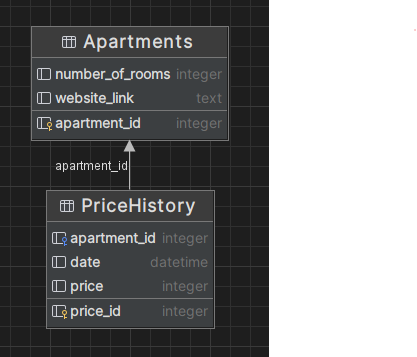 Apartments
number_of_rooms integer
website_link text
apartment_id integer
apartment_id
PriceHistory
apartment_id integer
date datetime
price integer
price_id integer